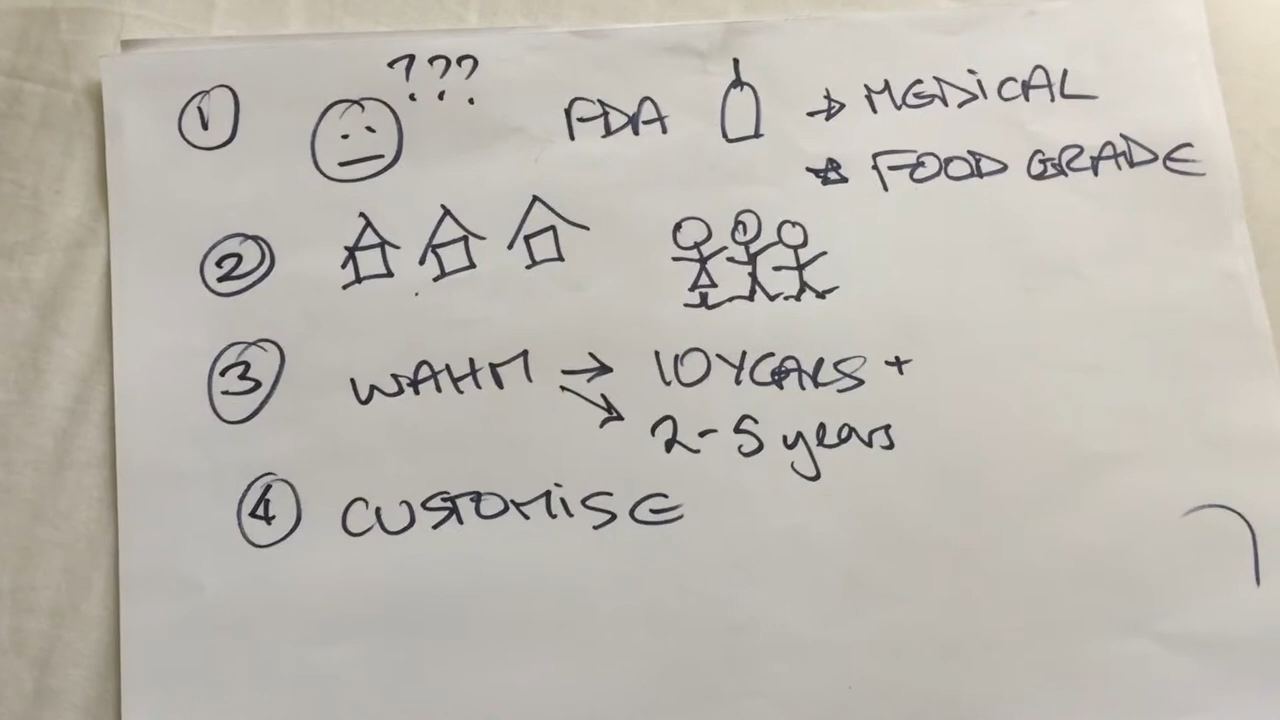 1 ??? FDA → MEDICAL
→ FOOD GRADE
2
3 WAHM → 10 YEARS +
→ 2-5 years
4 CUSTOMISE